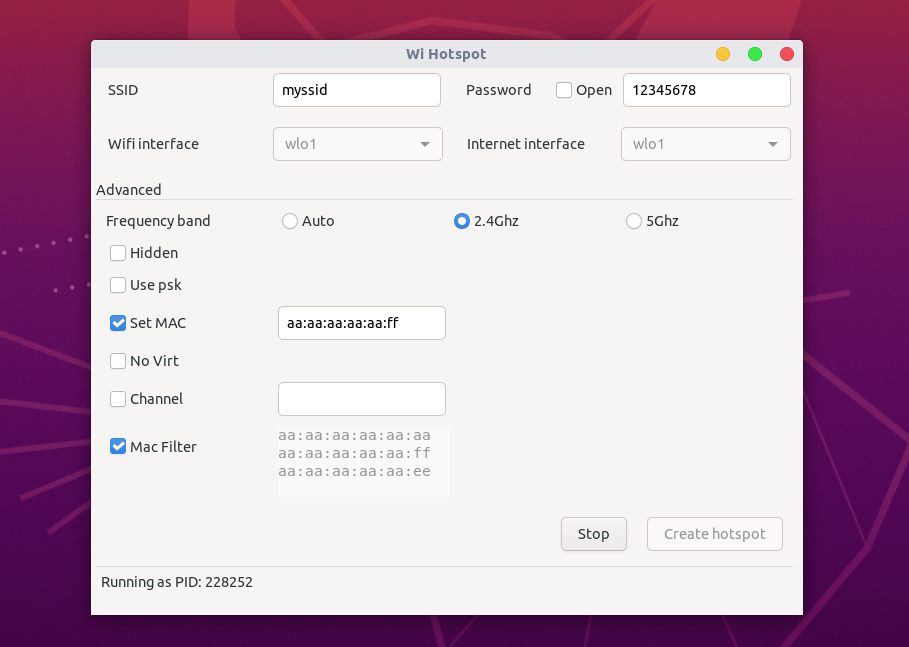 Wi Hotspot
SSID myssid Password Open 12345678
Wifi interface wlo1 Internet interface wlo1
Advanced
Frequency band Auto 2.4Ghz 5Ghz
Hidden
Use psk
Set MAC aa:aa:aa:aa:aa:ff
No Virt
Channel
Mac Filter aa:aa:aa:aa:aa:aa
aa:aa:aa:aa:aa:ff
aa:aa:aa:aa:aa:ee
Stop Create hotspot
Running as PID: 228252